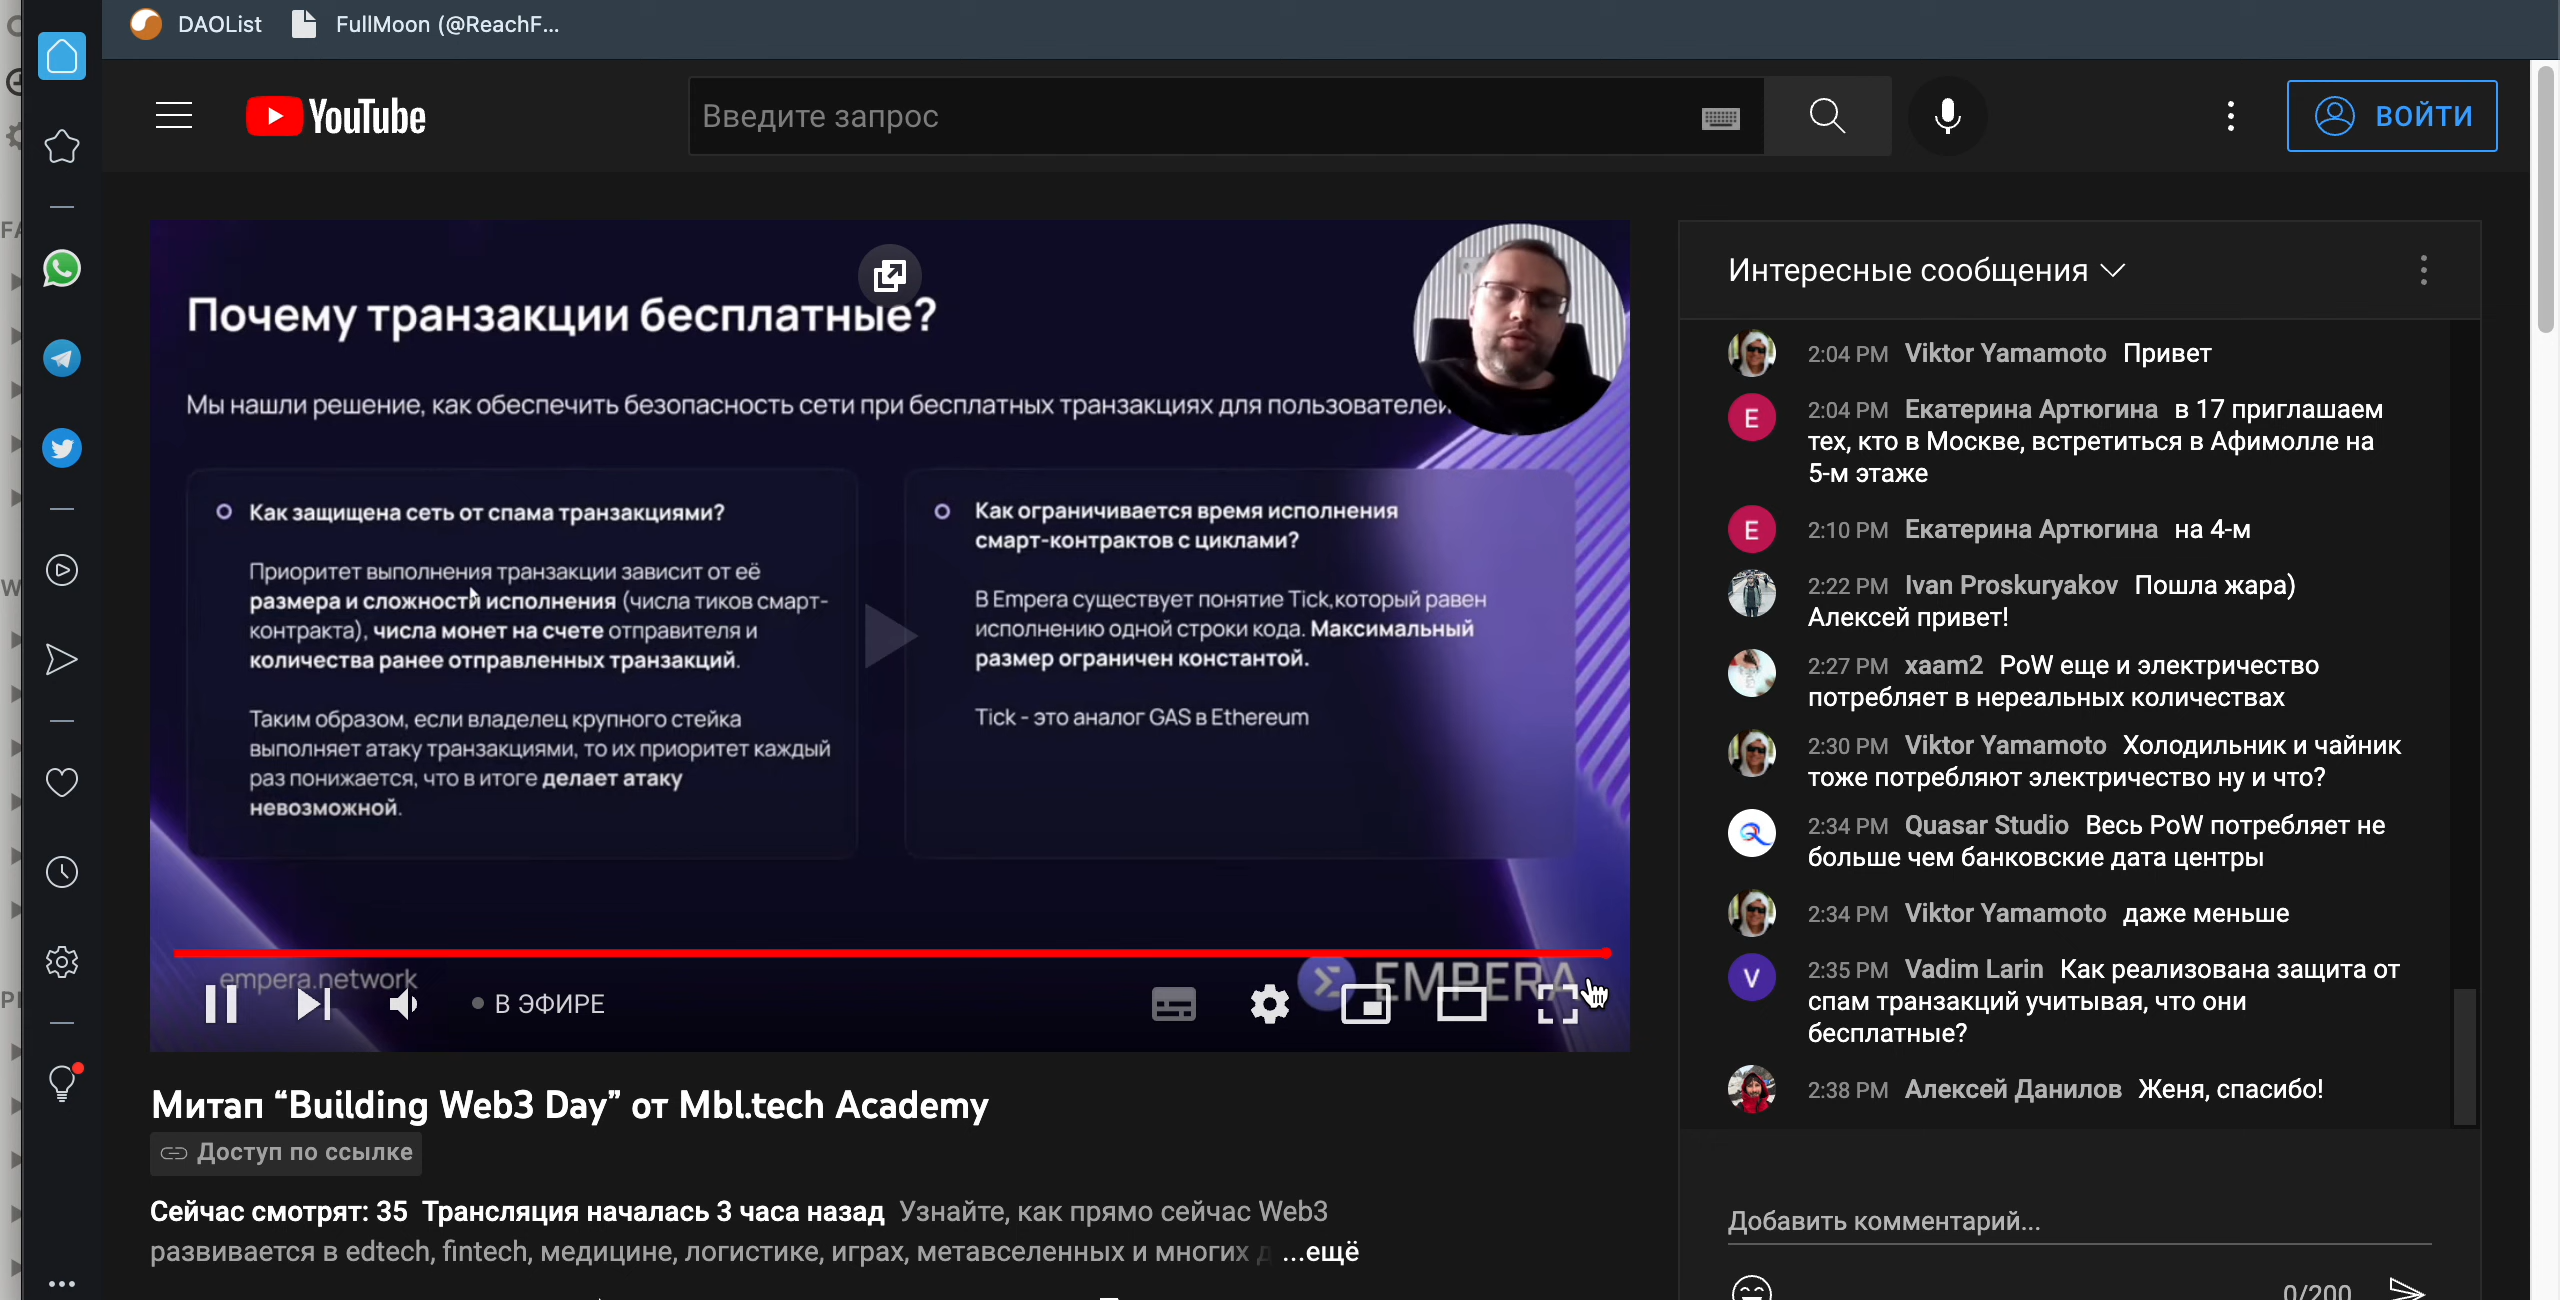 DAOList
FullMoon (@ReachF...
YouTube
Введите запрос
ВОЙТИ
Почему транзакции бесплатные?
Мы нашли решение, как обеспечить безопасность сети при бесплатных транзакциях для
Как защищена сеть от спама транзакциями?
Приоритет выполнения транзакции зависит от её
размера и сложности исполнения (числа тиков смарт-
контракта), числа монет на счете отправителя и
количества ранее отправленных транзакций.
Таким образом, если владелец крупного стейка
выполняет атаку транзакциями, то их приоритет каждый
раз понижается, что в итоге делает атаку
невозможной.
Как ограничивается время исполнения
смарт-контрактов с циклами?
В Empera существует понятие Tick,который равен
исполнению одной строки кода. Максимальный
размер ограничен константой.
Tick - это аналог GAS в Ethereum
empera.network
EMPERA
В ЭФИРЕ
Митап “Building Web3 Day” от Mbl.tech Academy
Доступ по ссылке
Сейчас смотрят: 35 Трансляция началась 3 часа назад Узнайте, как прямо сейчас Web3
развивается в edtech, fintech, медицине, логистике, играх, метавселенных и многих д ...ещё
Интересные сообщения
2:04 PM Viktor Yamamoto Привет
E
2:04 PM Екатерина Артюгина в 17 приглашаем
тех, кто в Москве, встретиться в Афимолле на
5-м этаже
E
2:10 PM Екатерина Артюгина на 4-м
2:22 PM Ivan Proskuryakov Пошла жара)
Алексей привет!
2:27 PM xaam2 PoW еще и электричество
потребляет в нереальных количествах
2:30 PM Viktor Yamamoto Холодильник и чайник
тоже потребляют электричество ну и что?
2:34 PM Quasar Studio Весь PoW потребляет не
больше чем банковские дата центры
2:34 PM Viktor Yamamoto даже меньше
V
2:35 PM Vadim Larin Как реализована защита от
спам транзакций учитывая, что они
бесплатные?
2:38 PM Алексей Данилов Женя, спасибо!
Добавить комментарий...
0/200